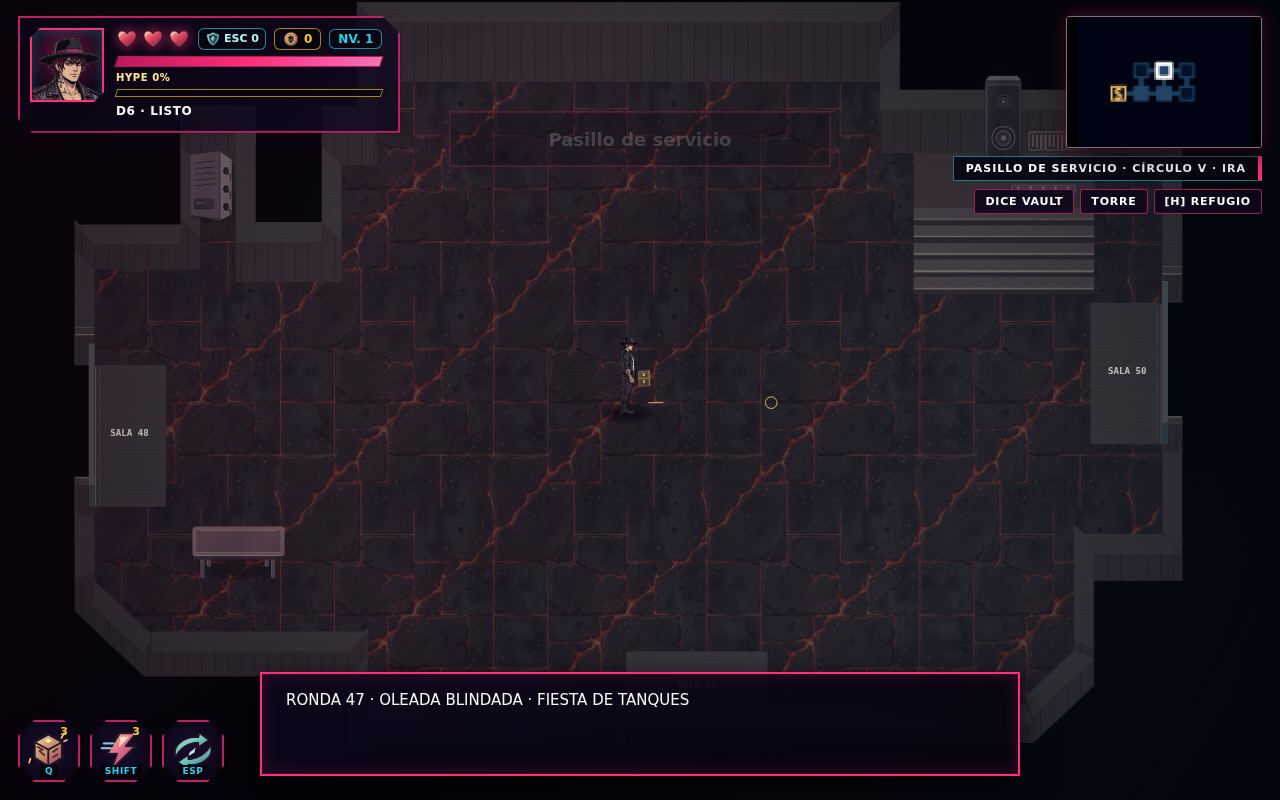 ESC 0
0
NV. 1
HYPE 0%
D6 · LISTO
S
Pasillo de servicio
PASILLO DE SERVICIO · CÍRCULO V · IRA
DICE VAULT
TORRE
[H] REFUGIO
SALA 50
SALA 48
RONDA 47 · OLEADA BLINDADA · FIESTA DE TANQUES
3
Q
3
SHIFT
ESP